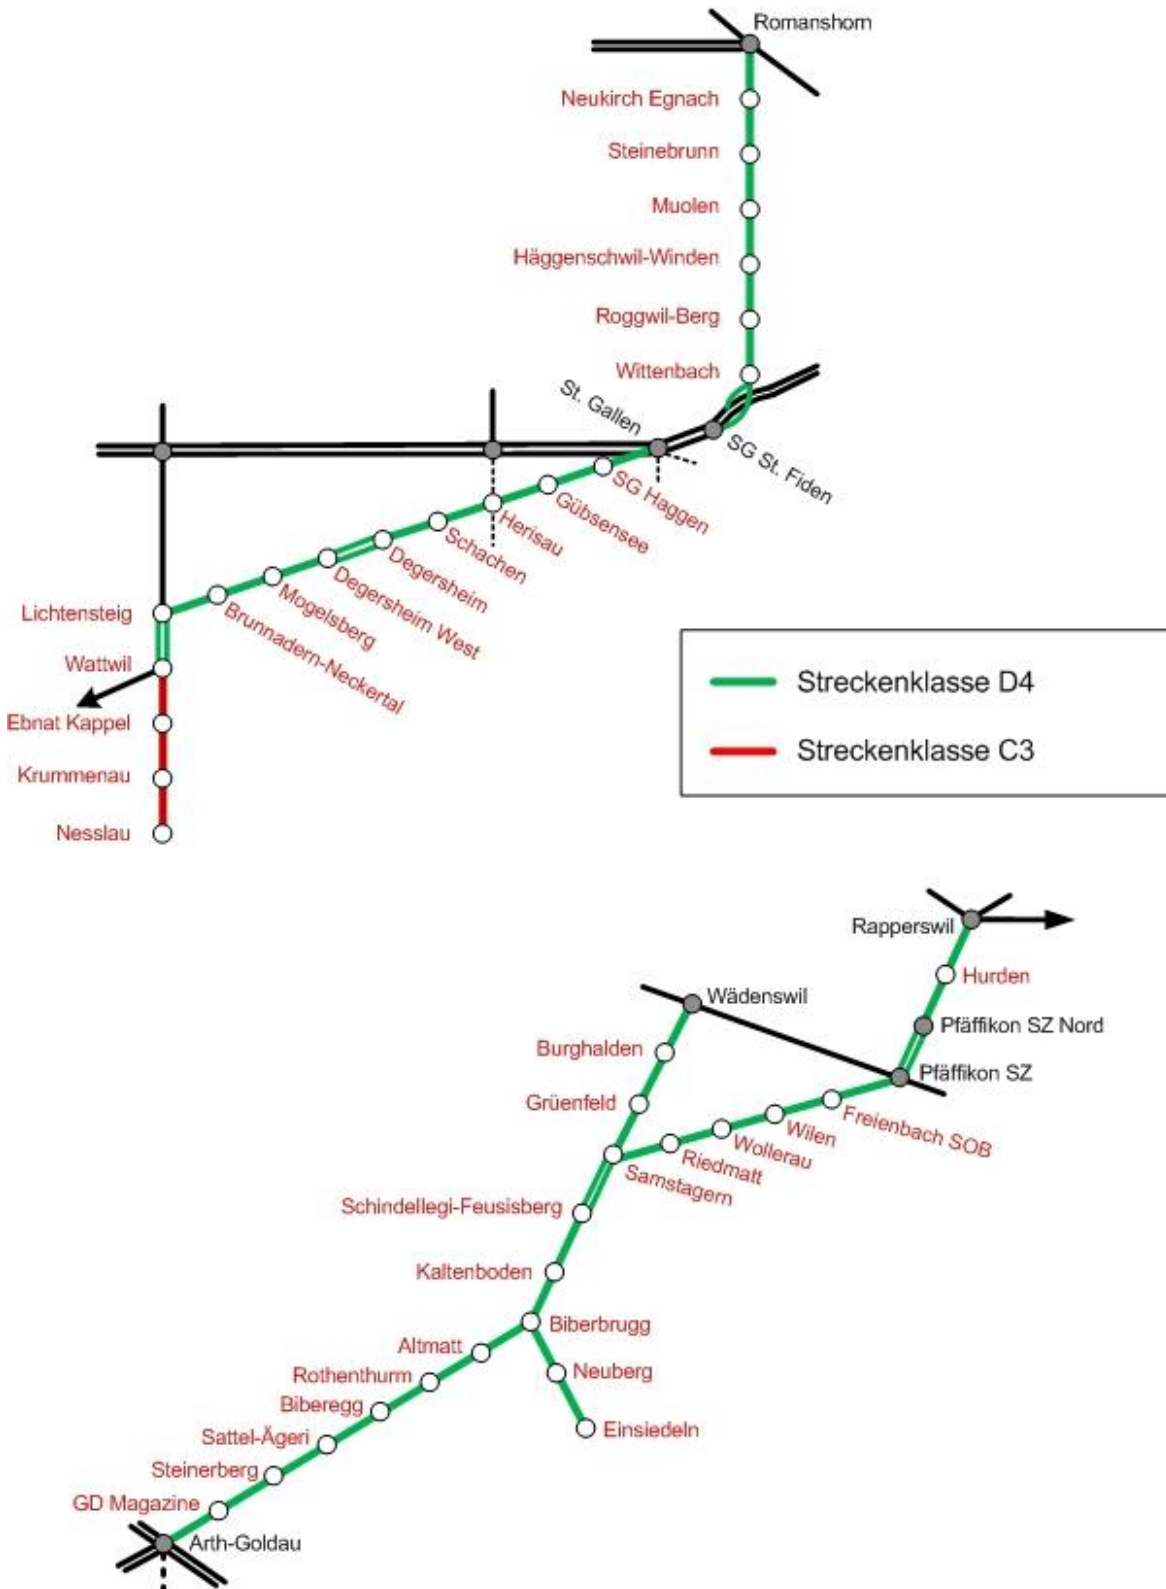 Romanshorn
Neukirch Egnach
Steinebrunn
Muolen
Häggenschwil-Winden
Roggwil-Berg
Wittenbach
St. Gallen
SG St. Fiden
SG Haggen
Gübsensee
Herisau
Schachen
Degersheim
Degersheim West
Mogelsberg
Brunnadern-Neckertal
Lichtensteig
Wattwil
Ebnat Kappel
Krummenau
Nesslau
Streckenklasse D4
Streckenklasse C3
Rapperswil
Hurden
Wädenswil
Pfäffikon SZ Nord
Burghalden
Pfäffikon SZ
Grüenfeld
Freienbach SOB
Wilen
Wollerau
Riedmatt
Samstagern
Schindellegi-Feusisberg
Kaltenboden
Biberbrugg
Altmatt
Neuberg
Rothenthurm
Biberegg
Einsiedeln
Sattel-Ägeri
Steinerberg
GD Magazine
Arth-Goldau